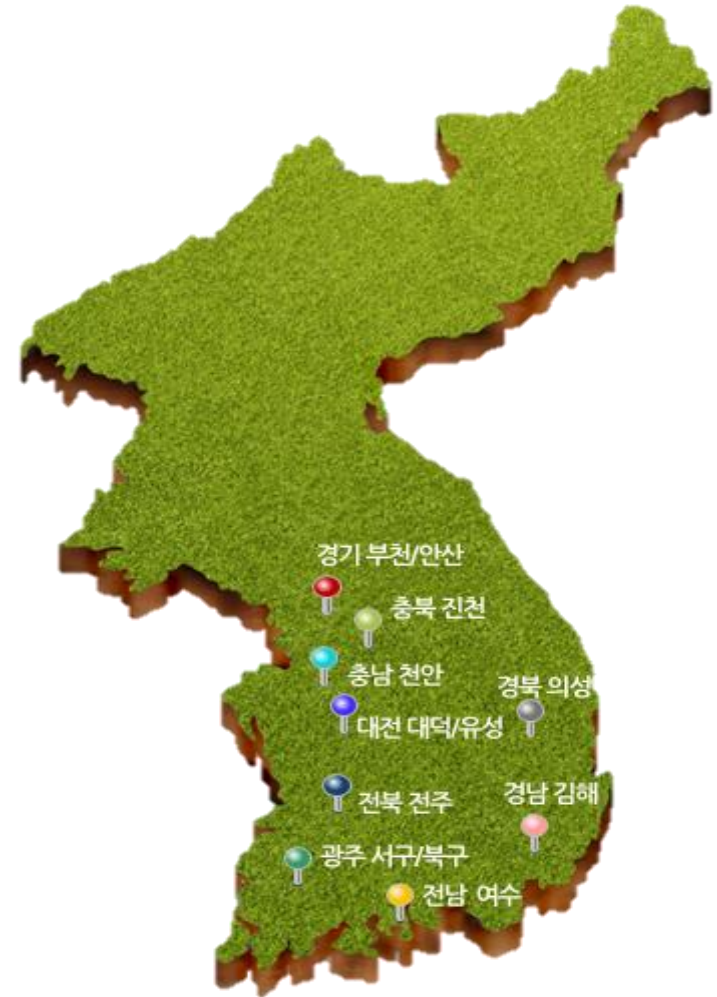 경기 부천/안산
충북 진천
충남 천안
경북 의성
대전 대덕/유성
전북 전주
경남 김해
광주 서구/북구
전남 여수